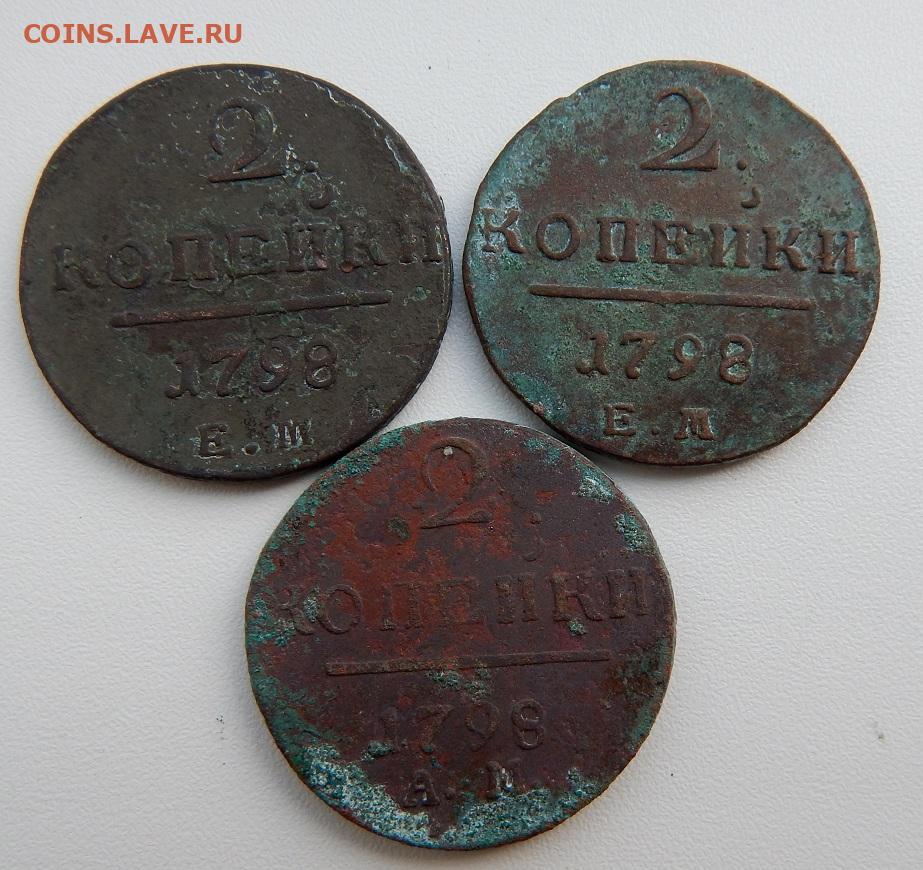 COINS.LAVE.RU
2.
КОПЕЙКИ
1798
Е.М
2.
КОПЕЙКИ
1798
Е.М
2.
КОПЕЙКИ
1798
А.М.